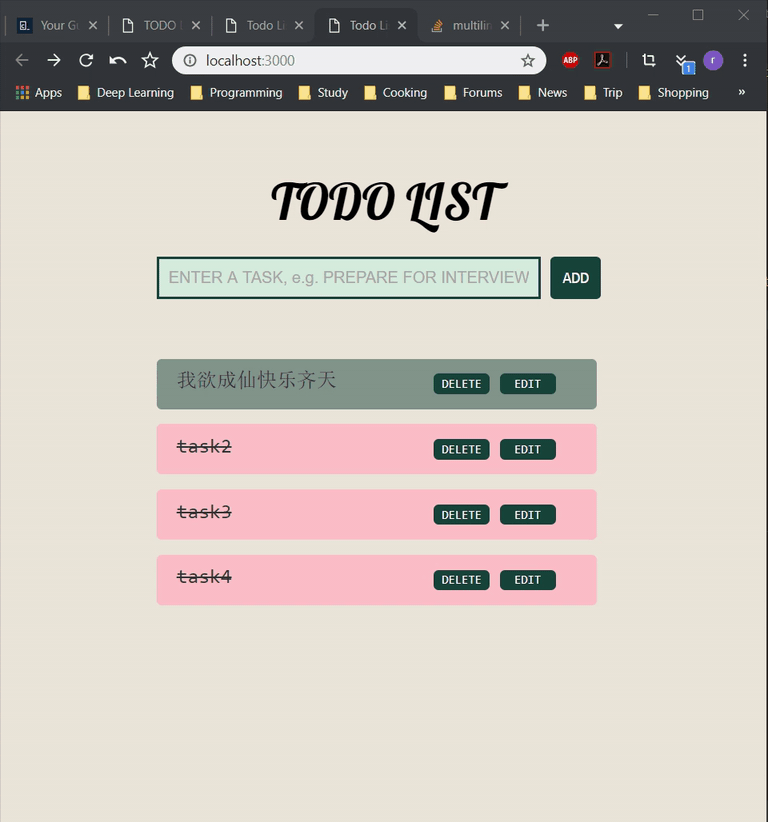 Your G
TODO
Todo Li
Todo Li
multilin
localhost:3000
ABP
1
r
Apps Deep Learning Programming Study Cooking Forums News Trip Shopping »
TODO LIST
ENTER A TASK, e.g. PREPARE FOR INTERVIEW
ADD
我欲成仙快乐齐天 DELETE EDIT
task2 DELETE EDIT
task3 DELETE EDIT
task4 DELETE EDIT